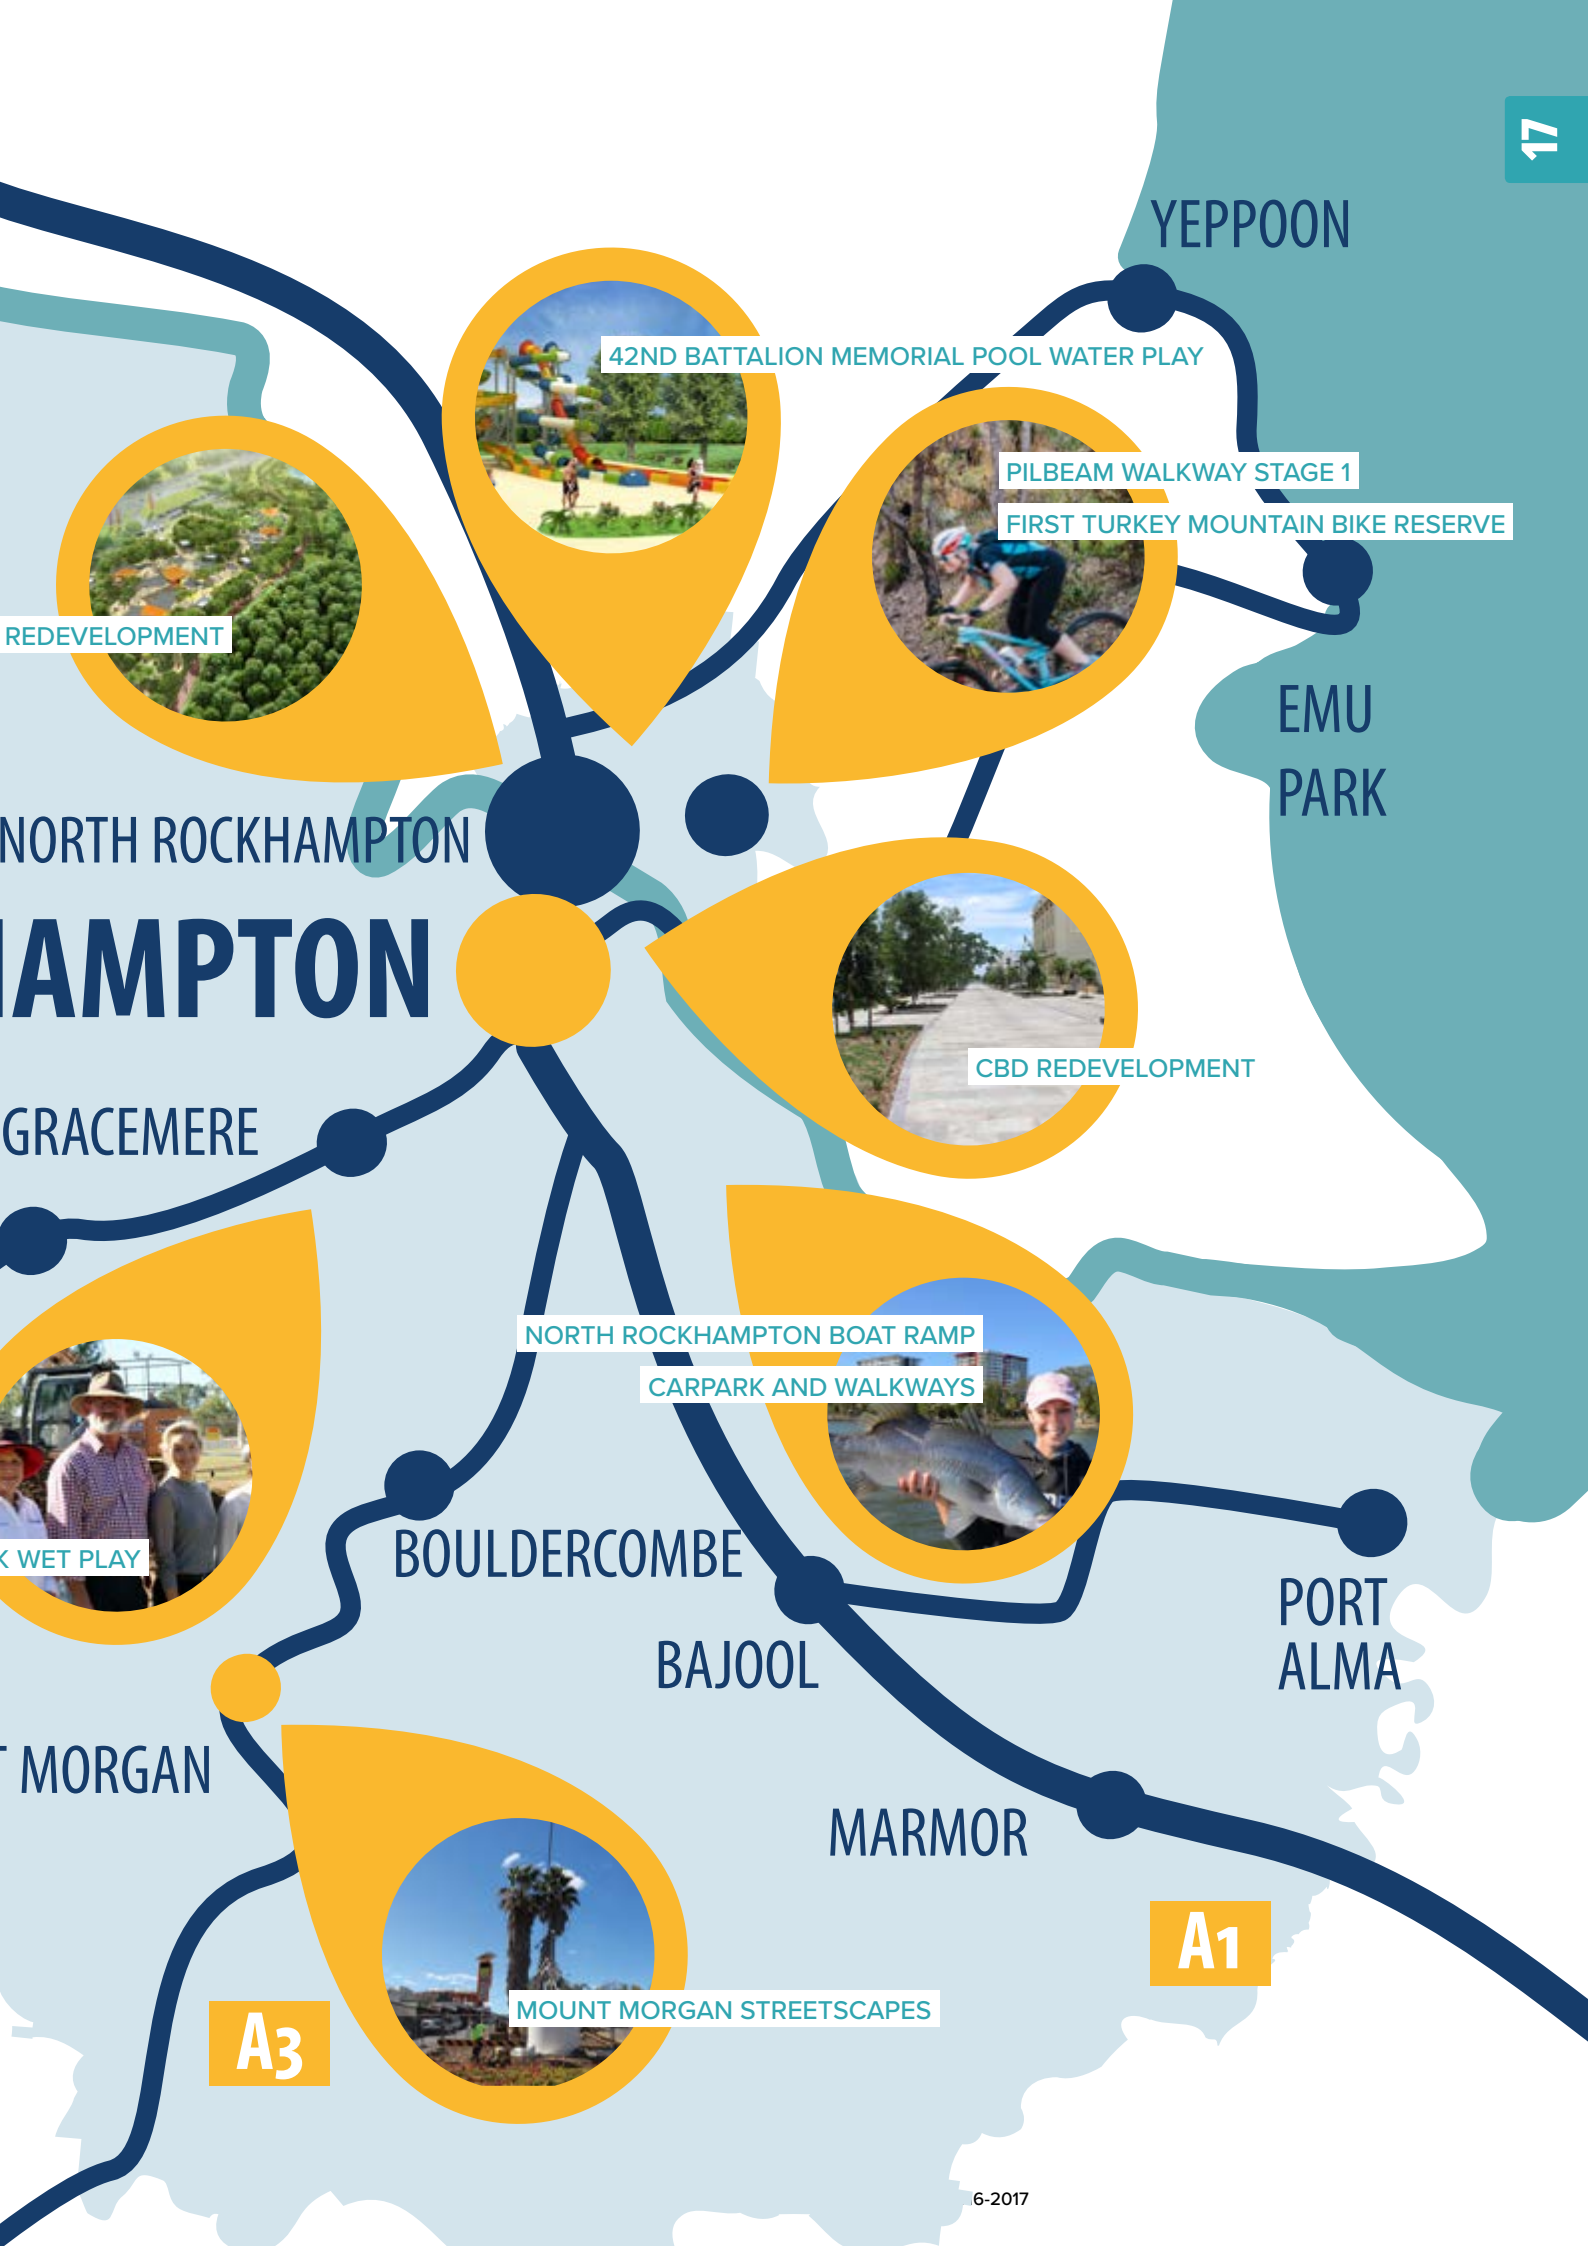 17
YEPPOON
42ND BATTALION MEMORIAL POOL WATER PLAY
PILBEAM WALKWAY STAGE 1
FIRST TURKEY MOUNTAIN BIKE RESERVE
REDEVELOPMENT
EMU
PARK
NORTH ROCKHAMPTON
HAMPTON
CBD REDEVELOPMENT
GRACEMERE
NORTH ROCKHAMPTON BOAT RAMP
CARPARK AND WALKWAYS
BOULDERCOMBE
K WET PLAY
PORT
ALMA
BAJOOL
T MORGAN
MARMOR
A1
MOUNT MORGAN STREETSCAPES
A3
6-2017